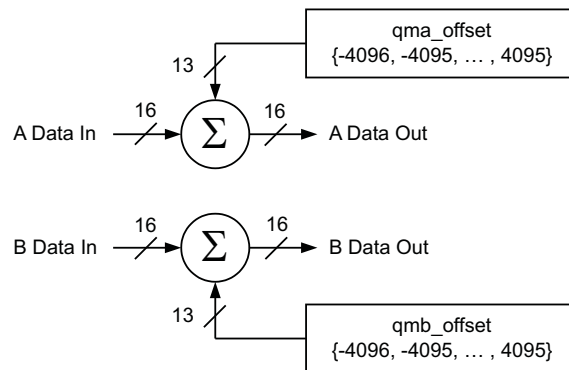 qma_offset
{-4096, -4095, … , 4095}
13
16
16
A Data In
Σ
A Data Out
16
16
B Data In
Σ
B Data Out
13
qmb_offset
{-4096, -4095, … , 4095}